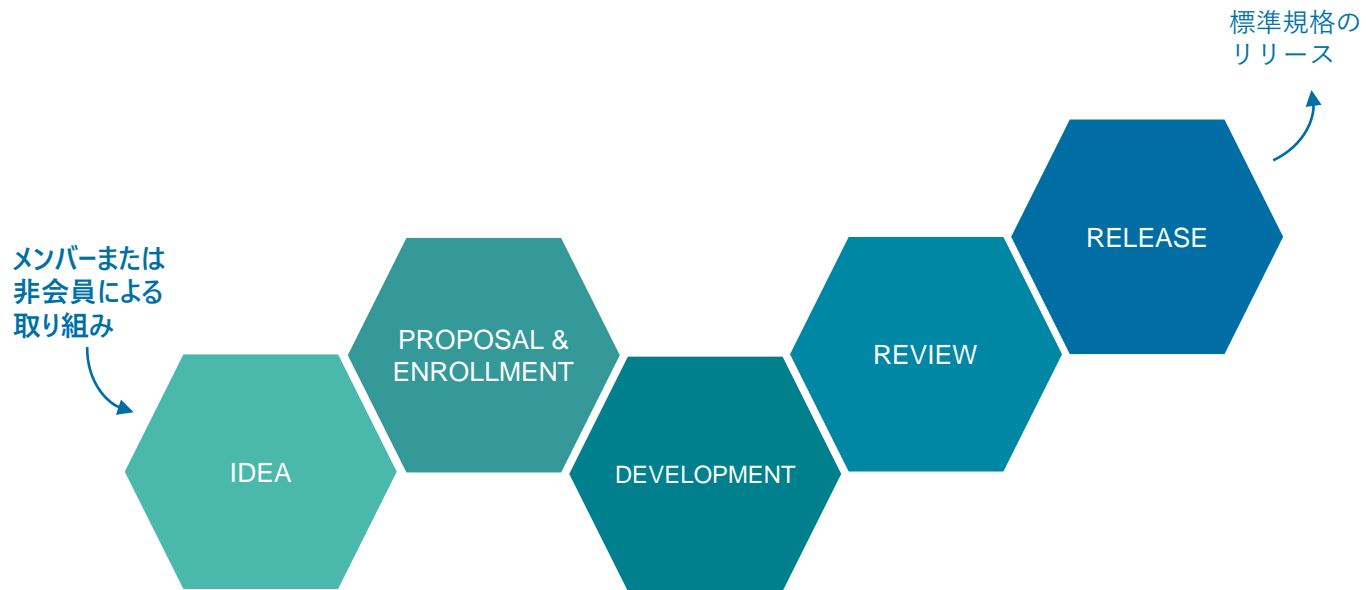 メンバーまたは
非会員による
取り組み
IDEA
PROPOSAL &
ENROLLMENT
DEVELOPMENT
REVIEW
RELEASE
標準規格の
リリース